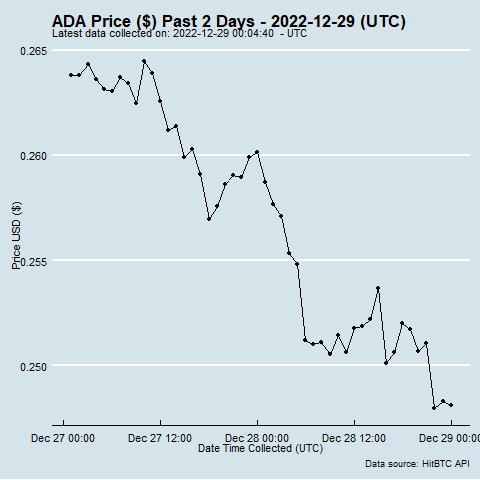 ADA Price ($) Past 2 Days - 2022-12-29 (UTC)
Latest data collected on: 2022-12-29 00:04:40  - UTC
0.265
0.260
0.255
0.250
Price USD ($)
Dec 27 00:00 Dec 27 12:00 Dec 28 00:00 Dec 28 12:00 Dec 29 00:00
Date Time Collected (UTC)
Data source: HitBTC API